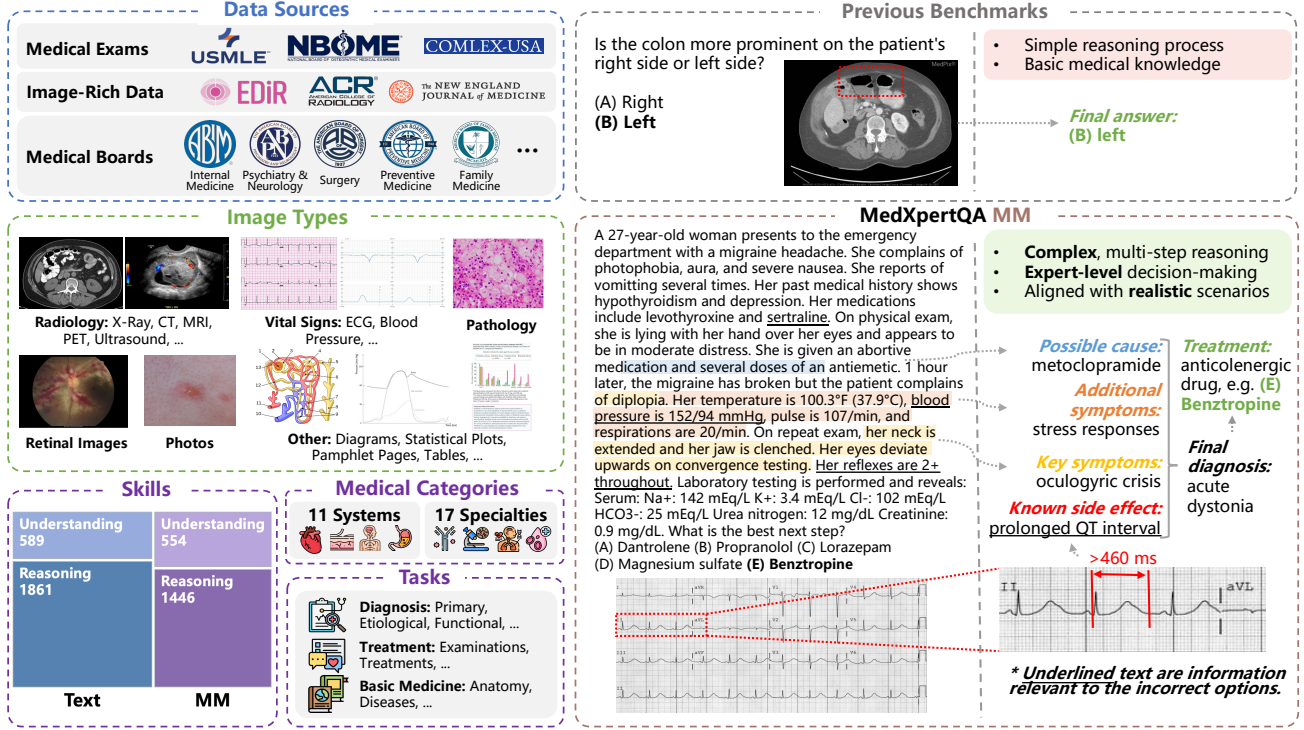 Data Sources
Medical Exams
USMLE
NBOME
NATIONAL BOARD OF OSTEOPATHIC MEDICAL EXAMINERS
COMLEX-USA
Image-Rich Data
EDiR
ACR
AMERICAN COLLEGE OF
RADIOLOGY
The NEW ENGLAND
JOURNAL of MEDICINE
Medical Boards
ABIM
Internal
Medicine
Psychiatry &
Neurology
Surgery
Preventive
Medicine
Family
Medicine
...
Image Types
Radiology: X-Ray, CT, MRI,
PET, Ultrasound, ...
Vital Signs: ECG, Blood
Pressure, ...
Pathology
Retinal Images
Photos
Other: Diagrams, Statistical Plots,
Pamphlet Pages, Tables, ...
Skills
Understanding
589
Reasoning
1861
Text
Understanding
554
Reasoning
1446
MM
Medical Categories
11 Systems
17 Specialties
Tasks
Diagnosis: Primary,
Etiological, Functional, ...
Treatment: Examinations,
Treatments, ...
Basic Medicine: Anatomy,
Diseases, ...
Previous Benchmarks
Is the colon more prominent on the patient's
right side or left side?
(A) Right
(B) Left
MedPix
• Simple reasoning process
• Basic medical knowledge
Final answer:
(B) left
MedXpertQA MM
A 27-year-old woman presents to the emergency
department with a migraine headache. She complains of
photophobia, aura, and severe nausea. She reports of
vomitting several times. Her past medical history shows
hypothyroidism and depression. Her medications
include levothyroxine and sertraline. On physical exam,
she is lying with her hand over her eyes and appears to
be in moderate distress. She is given an abortive
medication and several doses of an antiemetic. 1 hour
later, the migraine has broken but the patient complains
of diplopia. Her temperature is 100.3°F (37.9°C), blood
pressure is 152/94 mmHg, pulse is 107/min, and
respirations are 20/min. On repeat exam, her neck is
extended and her jaw is clenched. Her eyes deviate
upwards on convergence testing. Her reflexes are 2+
throughout. Laboratory testing is performed and reveals:
Serum: Na+: 142 mEq/L K+: 3.4 mEq/L Cl-: 102 mEq/L
HCO3-: 25 mEq/L Urea nitrogen: 12 mg/dL Creatinine:
0.9 mg/dL. What is the best next step?
(A) Dantrolene (B) Propranolol (C) Lorazepam
(D) Magnesium sulfate (E) Benztropine
• Complex, multi-step reasoning
• Expert-level decision-making
• Aligned with realistic scenarios
Possible cause:
metoclopramide
Additional
symptoms:
stress responses
Key symptoms:
oculogyric crisis
Known side effect:
prolonged QT interval
Treatment:
anticolenergic
drug, e.g. (E)
Benztropine
Final
diagnosis:
acute
dystonia
>460 ms
II
aVL
* Underlined text are information
relevant to the incorrect options.